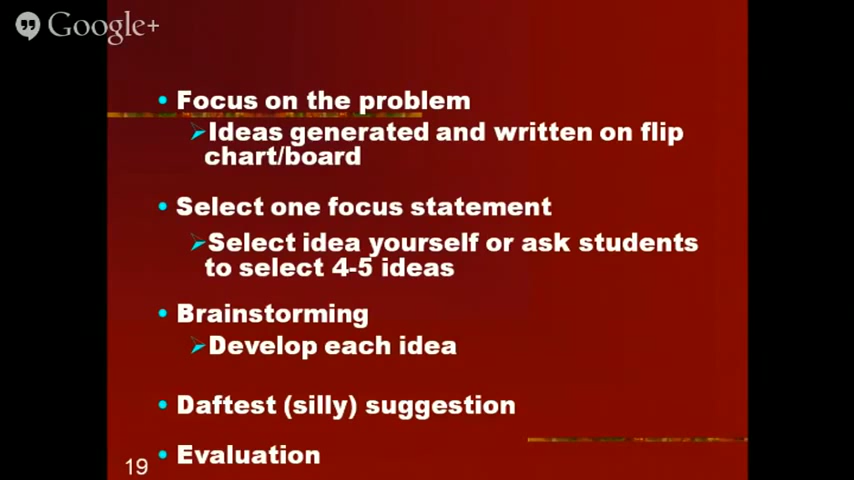 Google+
Focus on the problem
Ideas generated and written on flip
chart/board
Select one focus statement
Select idea yourself or ask students
to select 4-5 ideas
Brainstorming
Develop each idea
Daftest (silly) suggestion
Evaluation
19